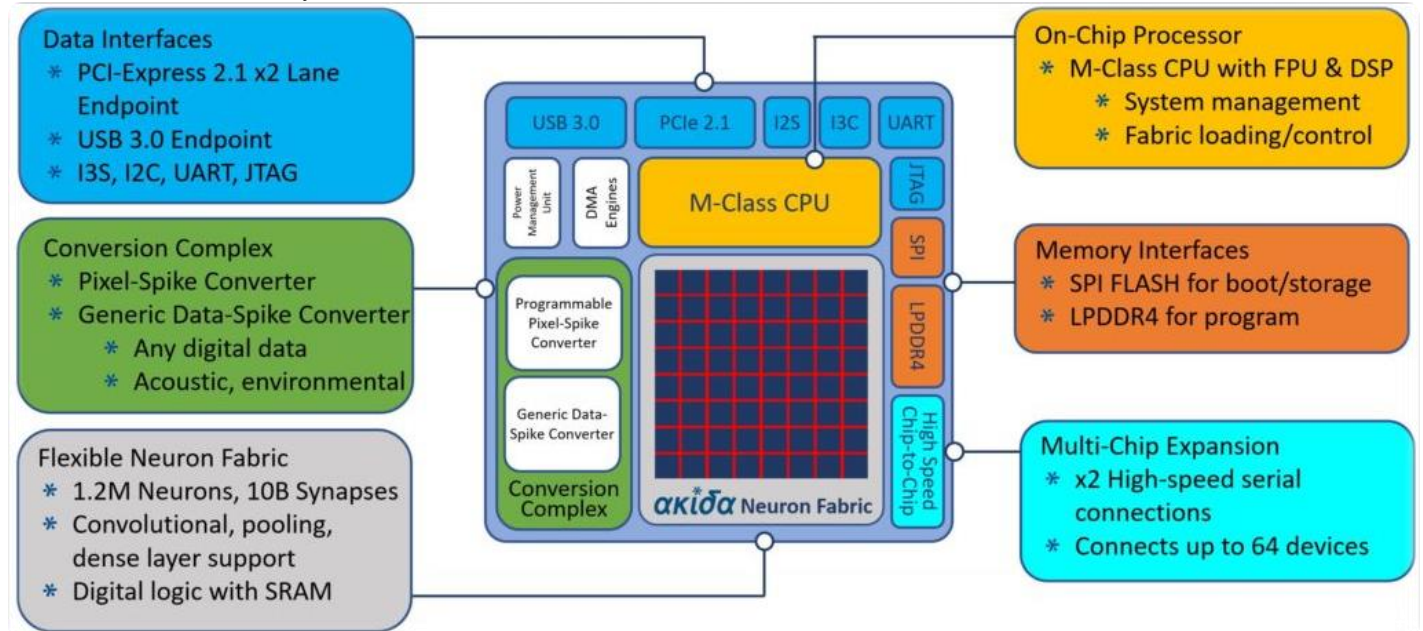 Data Interfaces
* PCI-Express 2.1 x2 Lane
Endpoint
* USB 3.0 Endpoint
* I3S, I2C, UART, JTAG
Conversion Complex
* Pixel-Spike Converter
* Generic Data-Spike Converter
* Any digital data
* Acoustic, environmental
Flexible Neuron Fabric
* 1.2M Neurons, 10B Synapses
* Convolutional, pooling,
dense layer support
* Digital logic with SRAM
USB 3.0
PCIe 2.1
I2S
I3C
UART
Power
Management
Unit
DMA
Engines
M-Class CPU
JTAG
SPI
LPDDR4
High Speed
Chip-to-Chip
Programmable
Pixel-Spike
Converter
Generic Data-
Spike Converter
Conversion
Complex
ακίδα Neuron Fabric
On-Chip Processor
* M-Class CPU with FPU & DSP
* System management
* Fabric loading/control
Memory Interfaces
* SPI FLASH for boot/storage
* LPDDR4 for program
Multi-Chip Expansion
* x2 High-speed serial
connections
* Connects up to 64 devices